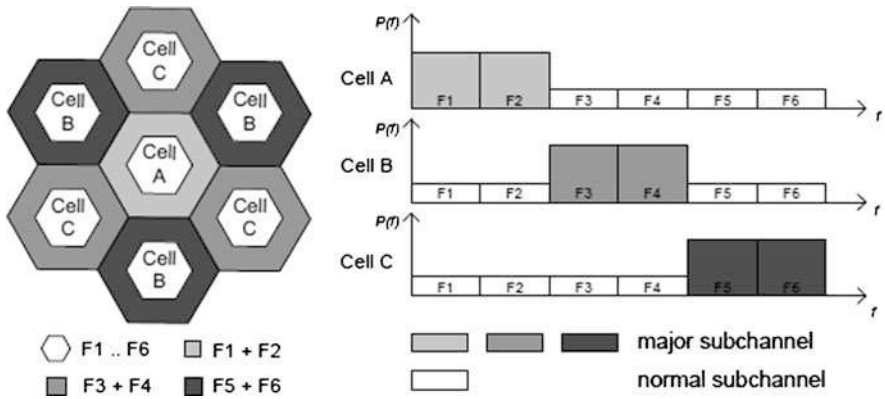 Cell
C
Cell
B
Cell
B
Cell
A
Cell
C
Cell
C
Cell
B
F1 .. F6
F1 + F2
F3 + F4
F5 + F6
P(f)
Cell A
F1 F2 F3 F4 F5 F6
f
P(f)
Cell B
F1 F2 F3 F4 F5 F6
f
P(f)
Cell C
F1 F2 F3 F4 F5 F6
f
major subchannel
normal subchannel